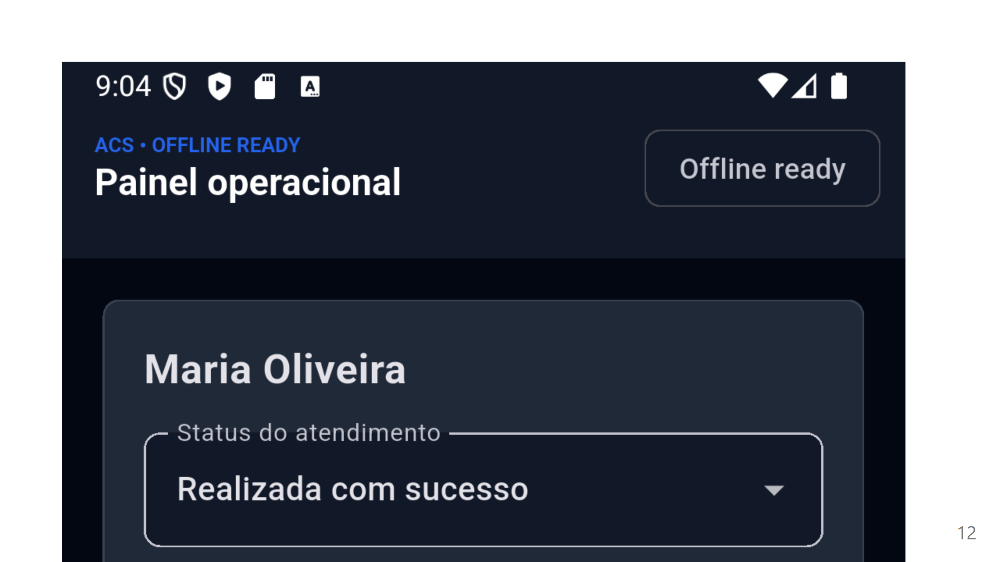 9:04
ACS • OFFLINE READY
Painel operacional
Offline ready
Maria Oliveira
Status do atendimento
Realizada com sucesso
12